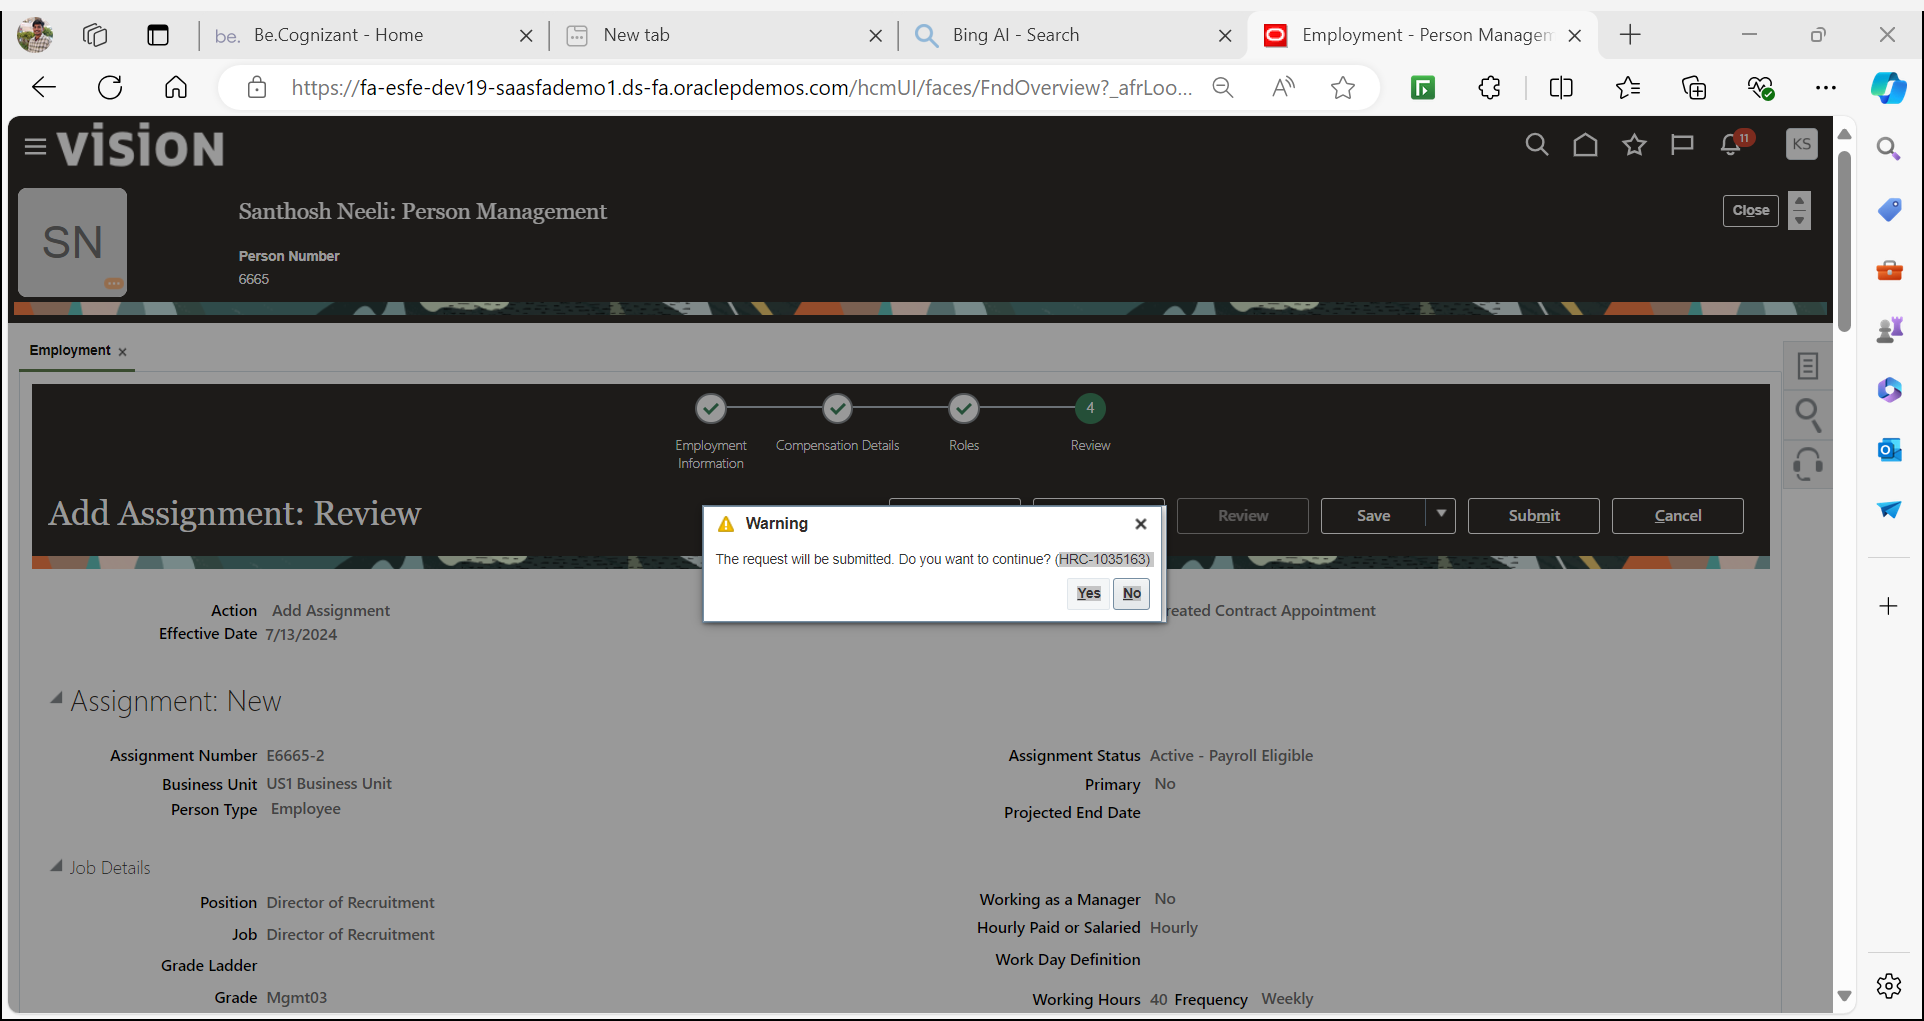 be. Be.Cognizant - Home
New tab
Bing AI - Search
Employment - Person Managem
https://fa-esfe-dev19-saasfademo1.ds-fa.oraclepdemos.com/hcmUI/faces/FndOverview?_afrLoo...
VISION
11
KS
SN
Santhosh Neeli: Person Management
Close
Person Number
6665
Employment
4
Employment Information
Compensation Details
Roles
Review
Add Assignment: Review
Review
Save
Submit
Cancel
Warning
The request will be submitted. Do you want to continue? (HRC-1035163)
Yes
No
Action Add Assignment
reated Contract Appointment
Effective Date 7/13/2024
Assignment: New
Assignment Number E6665-2
Assignment Status Active - Payroll Eligible
Business Unit US1 Business Unit
Primary No
Person Type Employee
Projected End Date
Job Details
Position Director of Recruitment
Working as a Manager No
Job Director of Recruitment
Hourly Paid or Salaried Hourly
Grade Ladder
Work Day Definition
Grade Mgmt03
Working Hours 40 Frequency Weekly